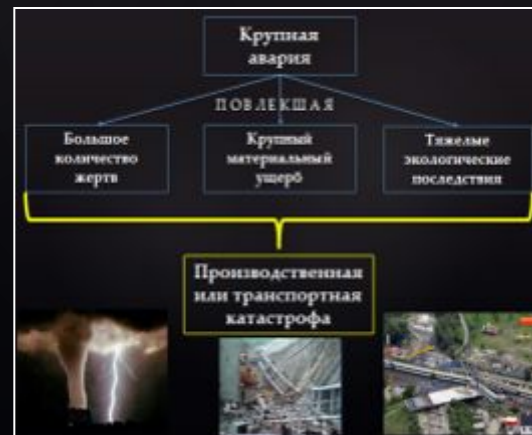 Крупная
авария
ПОВЛЕКШАЯ
Большое
количество
жертв
Крупный
материальный
ущерб
Тяжелые
экологические
последствия
Производственная
или транспортная
катастрофа